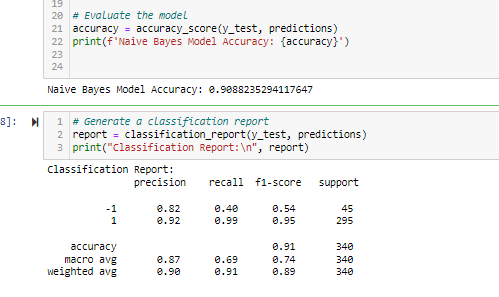 19
20 # Evaluate the model
21 accuracy = accuracy_score(y_test, predictions)
22 print(f'Naive Bayes Model Accuracy: {accuracy}')
23
24
Naive Bayes Model Accuracy: 0.9088235294117647
8]: 1 # Generate a classification report
2 report = classification_report(y_test, predictions)
3 print("Classification Report:\n", report)
Classification Report:
precision recall f1-score support
-1 0.82 0.40 0.54 45
1 0.92 0.99 0.95 295
accuracy 0.91 340
macro avg 0.87 0.69 0.74 340
weighted avg 0.90 0.91 0.89 340